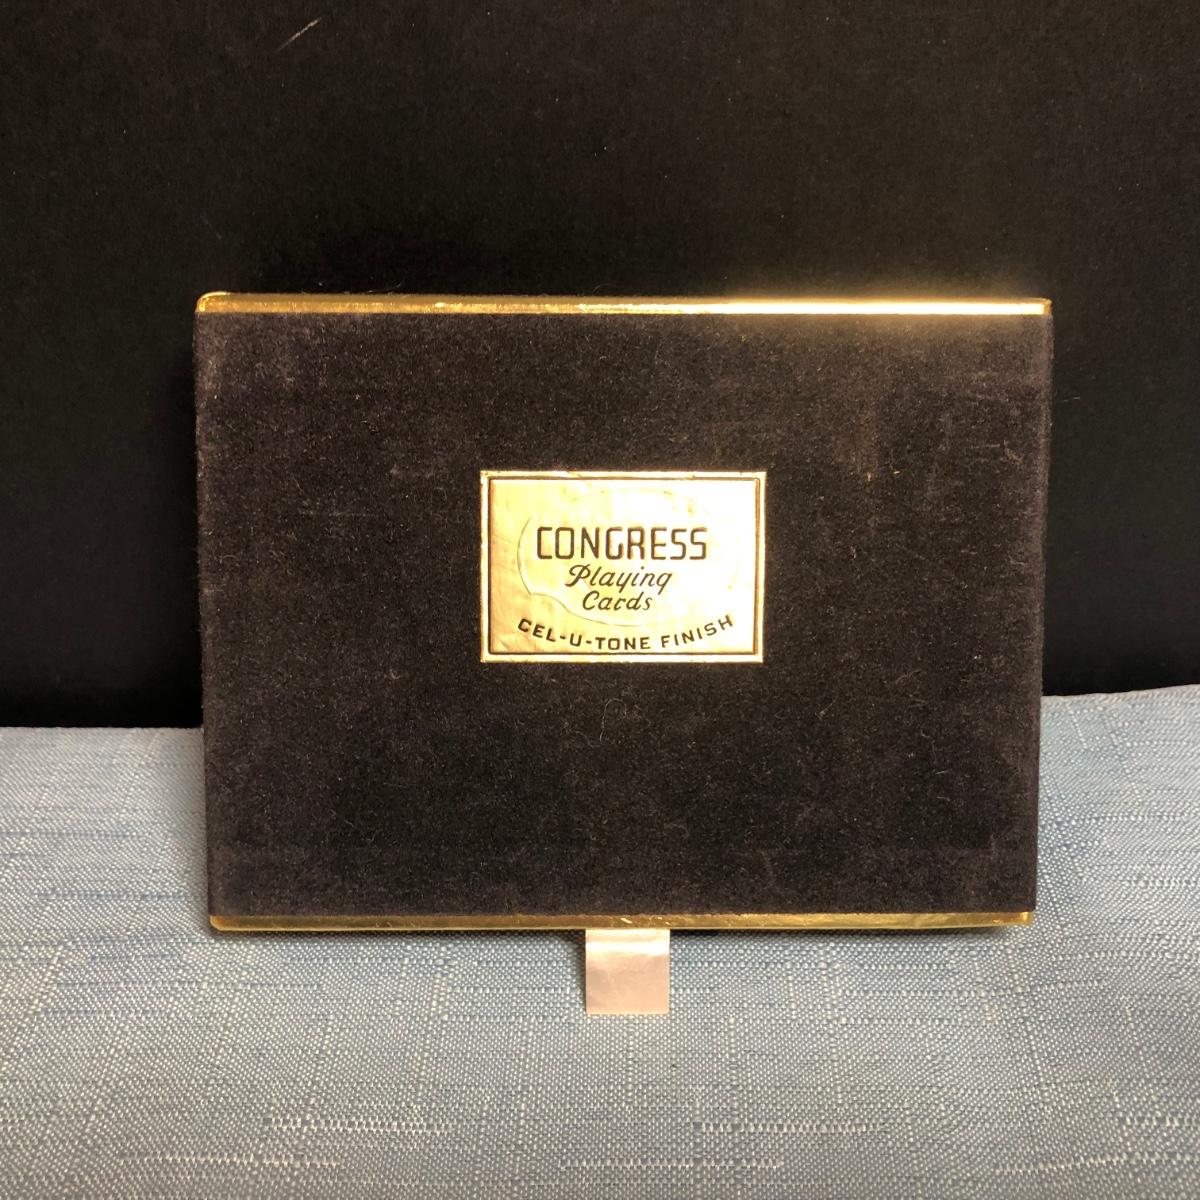 CONGRESS
Playing
Cards
CEL-U-TONE FINISH